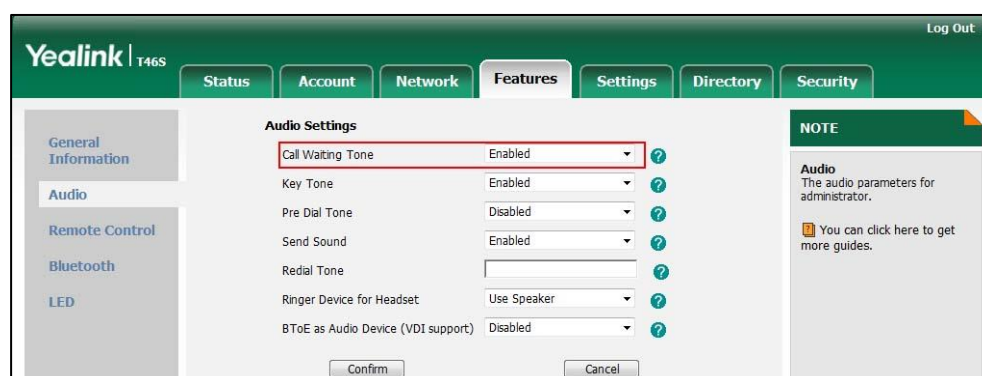 Log Out
Yealink | T46S
Status Account Network Features Settings Directory Security
General
Information
Audio
Remote Control
Bluetooth
LED
Audio Settings
Call Waiting Tone Enabled
Key Tone Enabled
Pre Dial Tone Disabled
Send Sound Enabled
Redial Tone
Ringer Device for Headset Use Speaker
BToE as Audio Device (VDI support) Disabled
Confirm Cancel
NOTE
Audio
The audio parameters for
administrator.
You can click here to get
more guides.